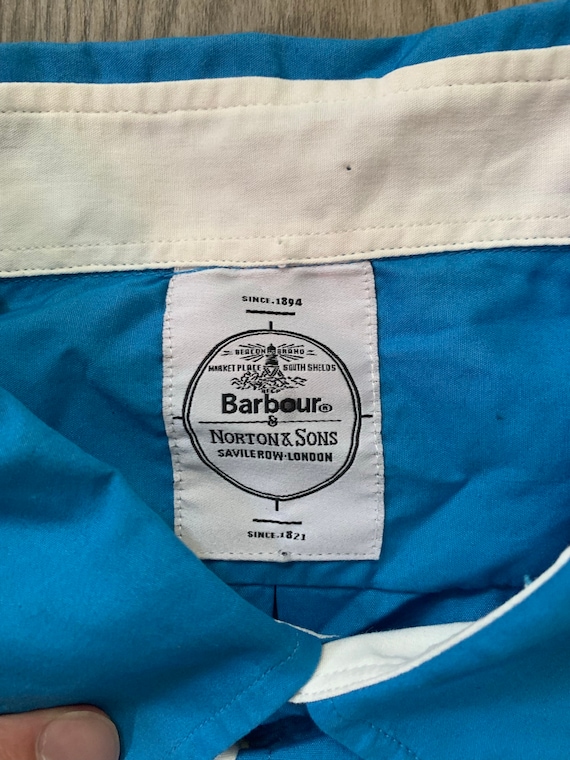 SINCE.1894
BEACON BRAND
MARKET PLACE SOUTH SHIELDS
Barbour®
&
NORTON & SONS
SAVILE ROW·LONDON
SINCE.1821